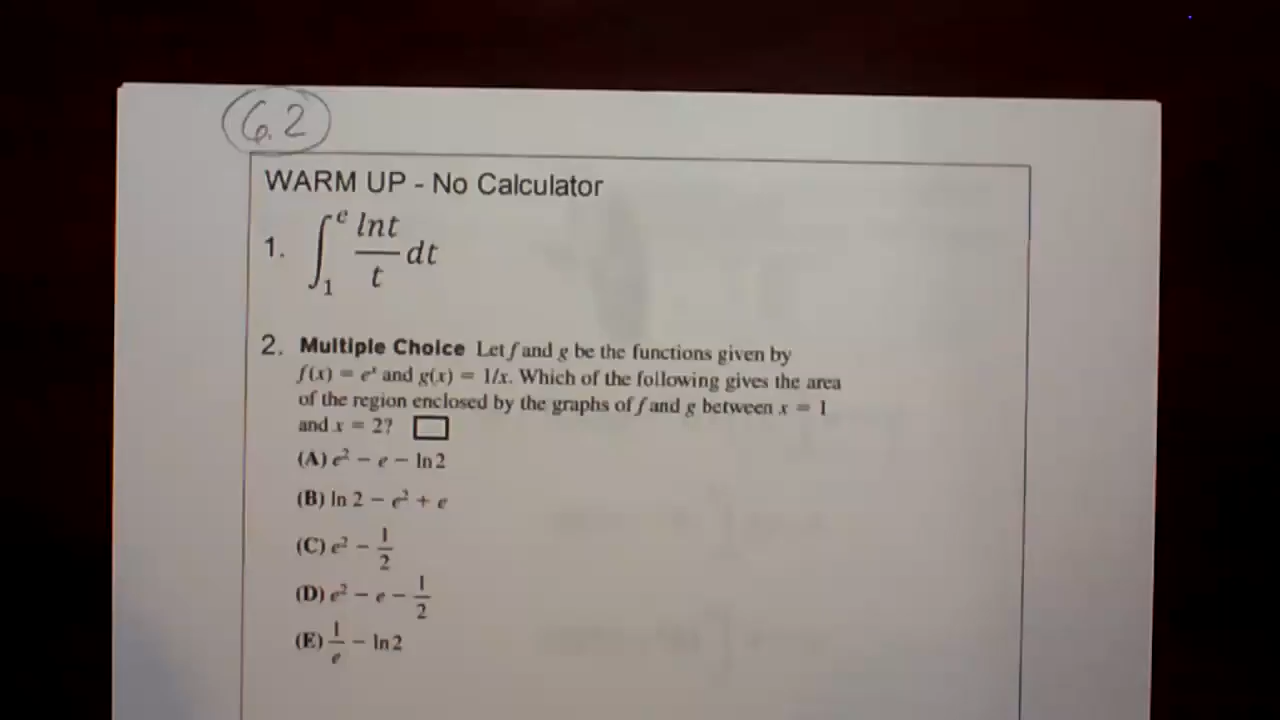 6.2
WARM UP - No Calculator
1. ∫₁ᵉ lnt/t dt
2. Multiple Choice Let f and g be the functions given by
f(x) = eˣ and g(x) = 1/x. Which of the following gives the area
of the region enclosed by the graphs of f and g between x = 1
and x = 2?
(A) e² − e − ln 2
(B) ln 2 − e² + e
(C) e² − 1/2
(D) e² − e − 1/2
(E) 1/e − ln 2